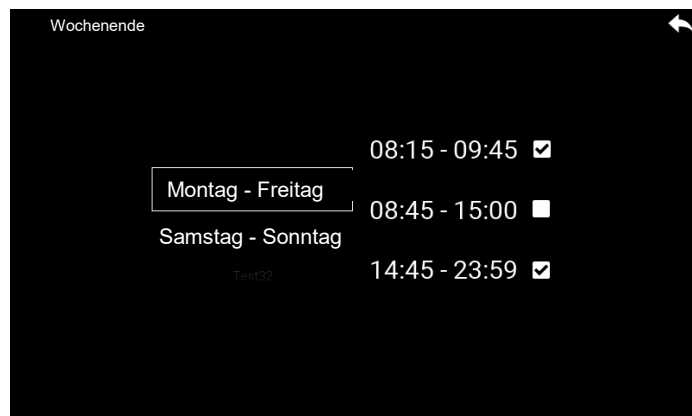 Wochenende
08:15 - 09:45
Montag - Freitag
08:45 - 15:00
Samstag - Sonntag
14:45 - 23:59
Test32